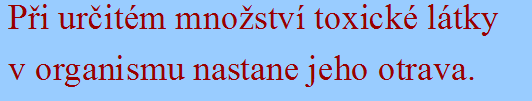 Při určitém množství toxické látky
v organismu nastane jeho otrava.